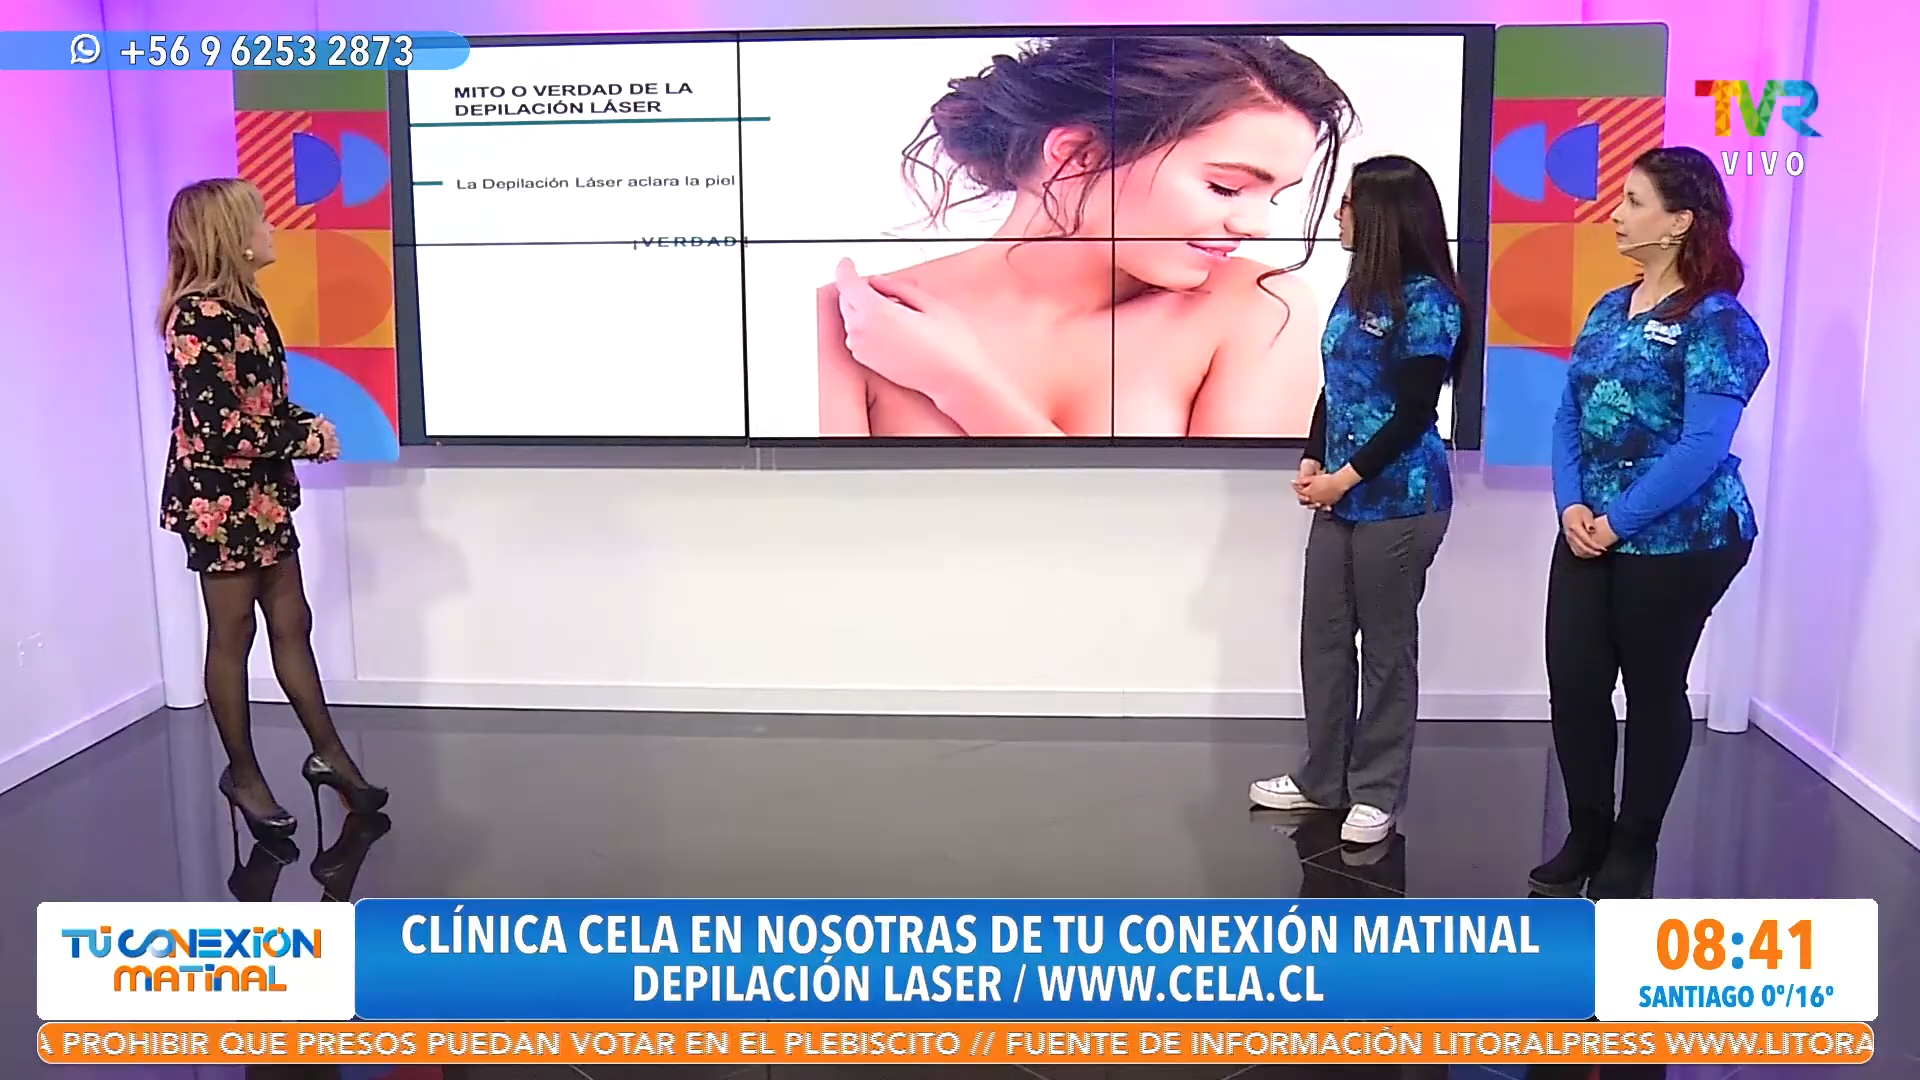 +56 9 6253 2873
MITO O VERDAD DE LA
DEPILACIÓN LÁSER
La Depilación Láser aclara la piel
¡VERDAD!
TVR
VIVO
TÚ CONEXIÓN
MATINAL
CLÍNICA CELA EN NOSOTRAS DE TU CONEXIÓN MATINAL
DEPILACIÓN LASER / WWW.CELA.CL
08:41
SANTIAGO 0º/16º
A PROHIBIR QUE PRESOS PUEDAN VOTAR EN EL PLEBISCITO // FUENTE DE INFORMACIÓN LITORALPRESS WWW.LITORA